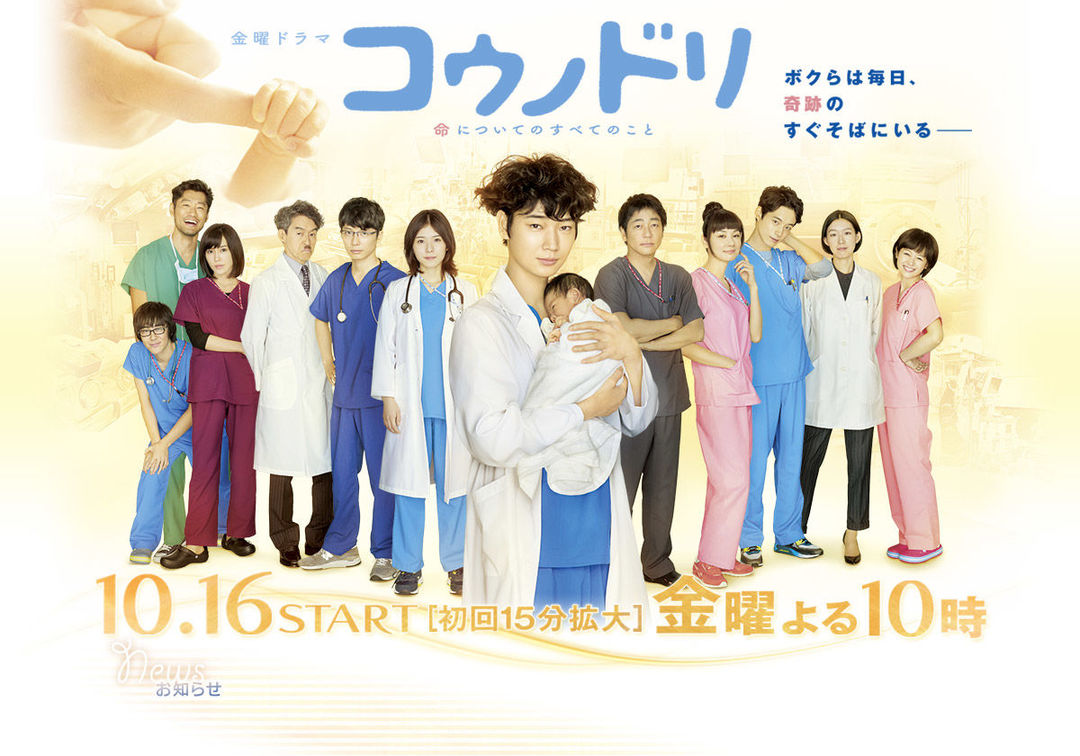 金曜ドラマ
コウノドリ
命についてのすべてのこと
ボクらは毎日、
奇跡の
すぐそばにいる──
10.16 START [初回15分拡大] 金曜よる10時
News
お知らせ